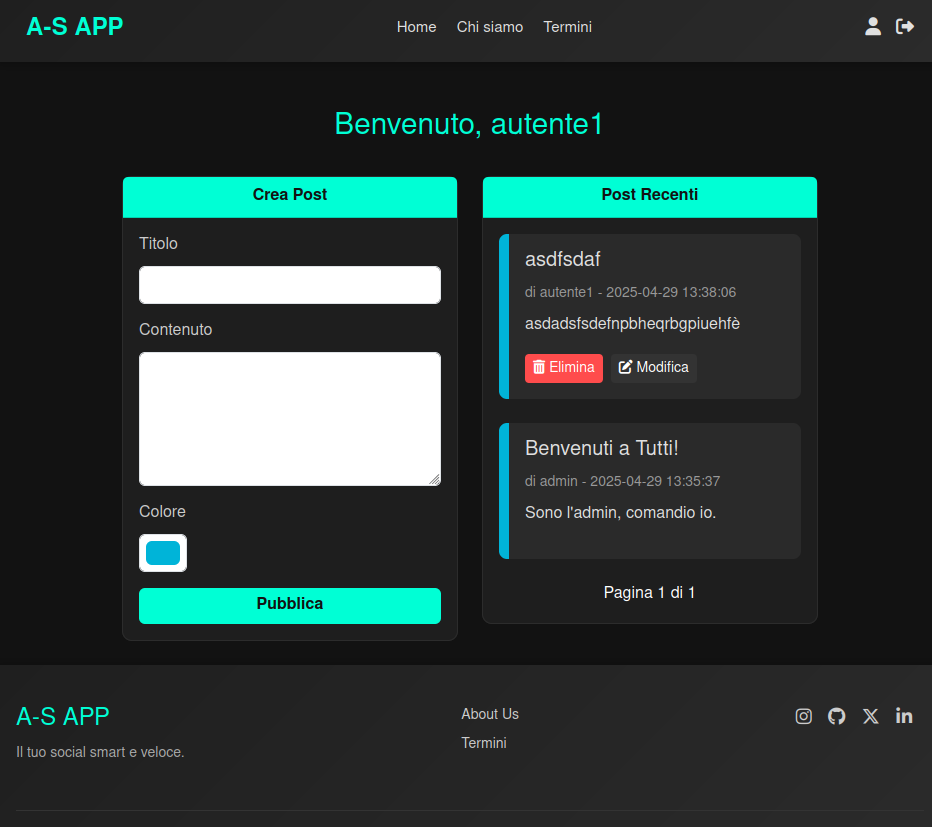 A-S APP
Home Chi siamo Termini
Benvenuto, autente1
Crea Post
Titolo
Contenuto
Colore
Pubblica
Post Recenti
asdfsdaf
di autente1 - 2025-04-29 13:38:06
asdadsfsdefnpbheqrbgpiuehfè
Elimina Modifica
Benvenuti a Tutti!
di admin - 2025-04-29 13:35:37
Sono l'admin, comandio io.
Pagina 1 di 1
A-S APP
Il tuo social smart e veloce.
About Us
Termini